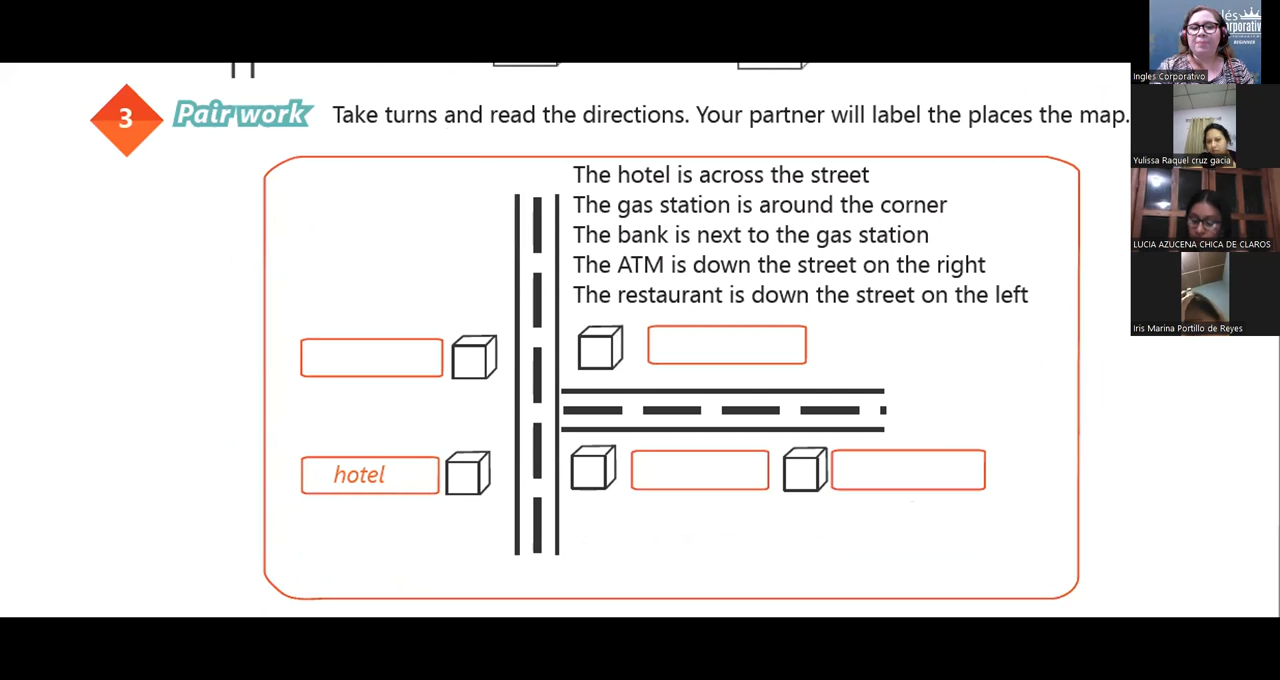 3 Pair work Take turns and read the directions. Your partner will label the places the map.
The hotel is across the street
The gas station is around the corner
The bank is next to the gas station
The ATM is down the street on the right
The restaurant is down the street on the left
hotel
Ingles Corporativo
Yulissa Raquel cruz gacia
LUCIA AZUCENA CHICA DE CLAROS
Iris Marina Portillo de Reyes
BEGINNER